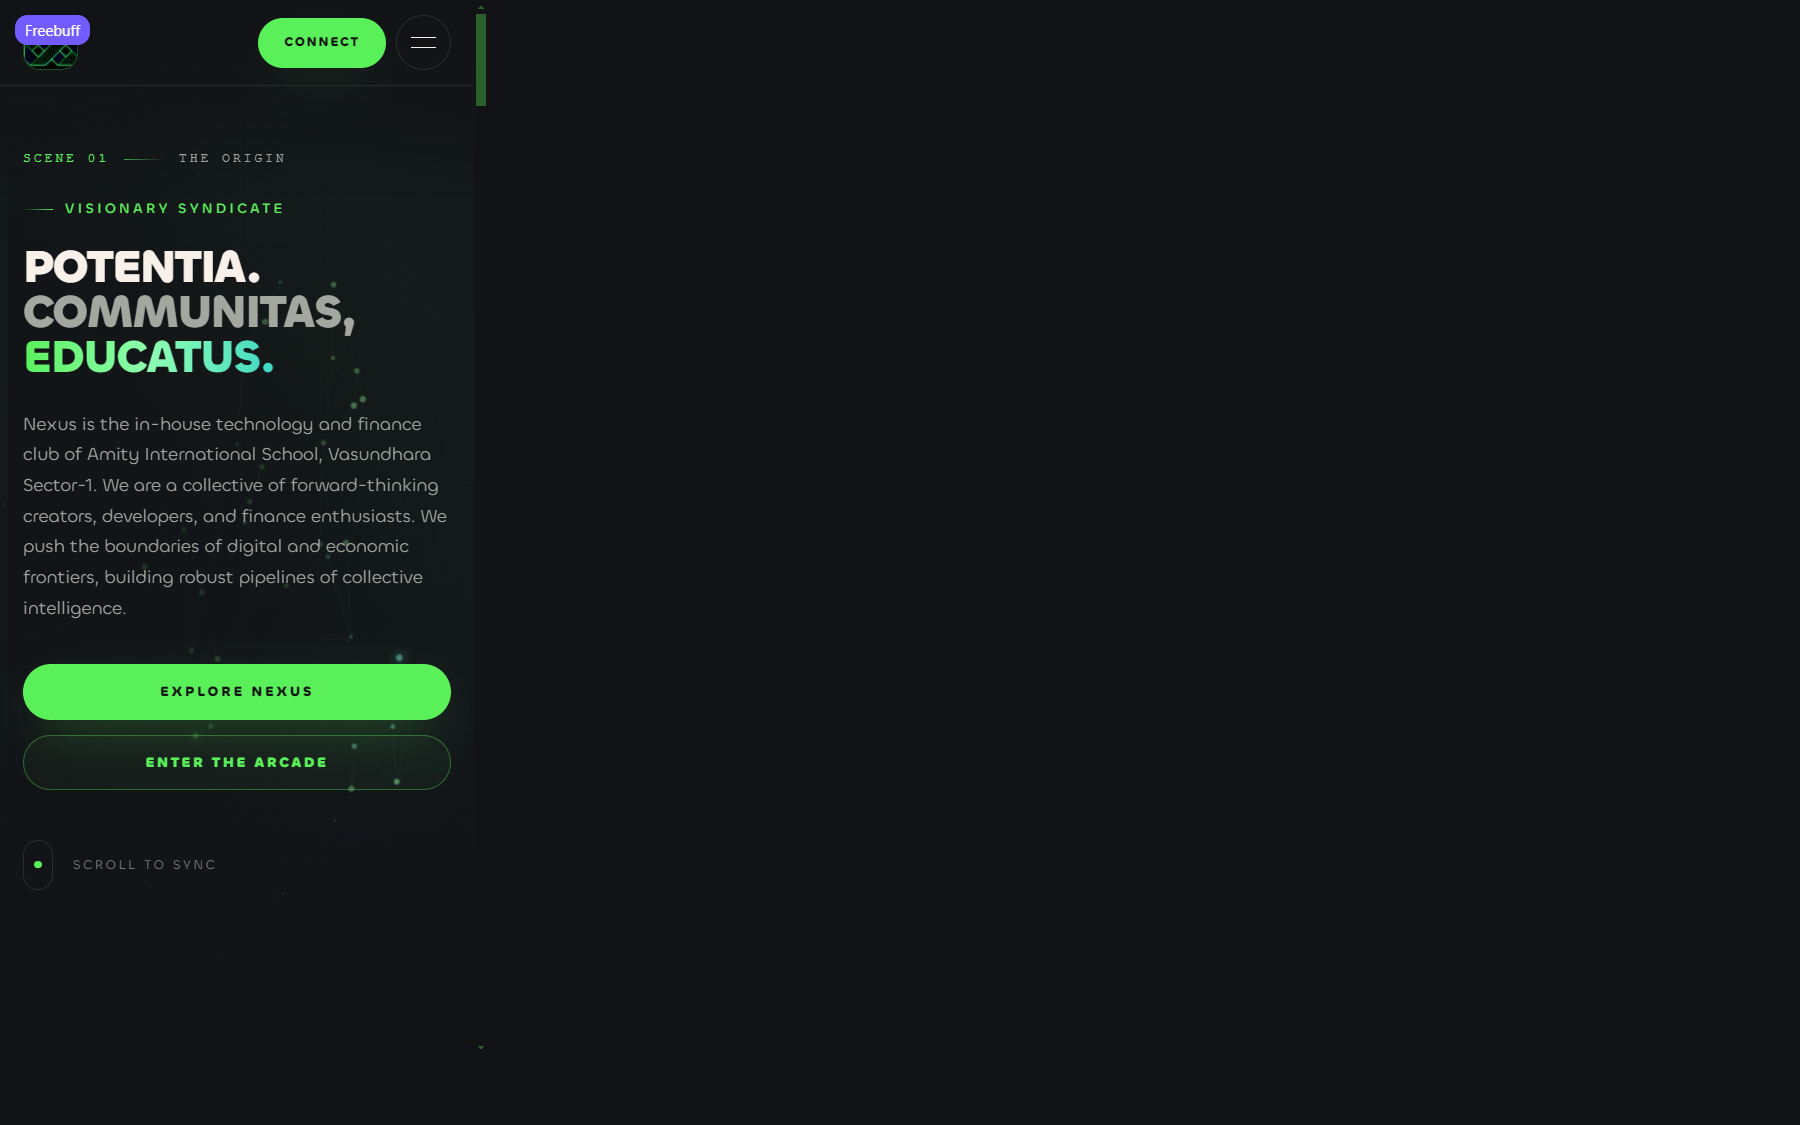 Freebuff
CONNECT
SCENE 01
THE ORIGIN
VISIONARY SYNDICATE
POTENTIA.
COMMUNITAS,
EDUCATUS.
Nexus is the in-house technology and finance
club of Amity International School, Vasundhara
Sector-1. We are a collective of forward-thinking
creators, developers, and finance enthusiasts. We
push the boundaries of digital and economic
frontiers, building robust pipelines of collective
intelligence.
EXPLORE NEXUS
ENTER THE ARCADE
SCROLL TO SYNC